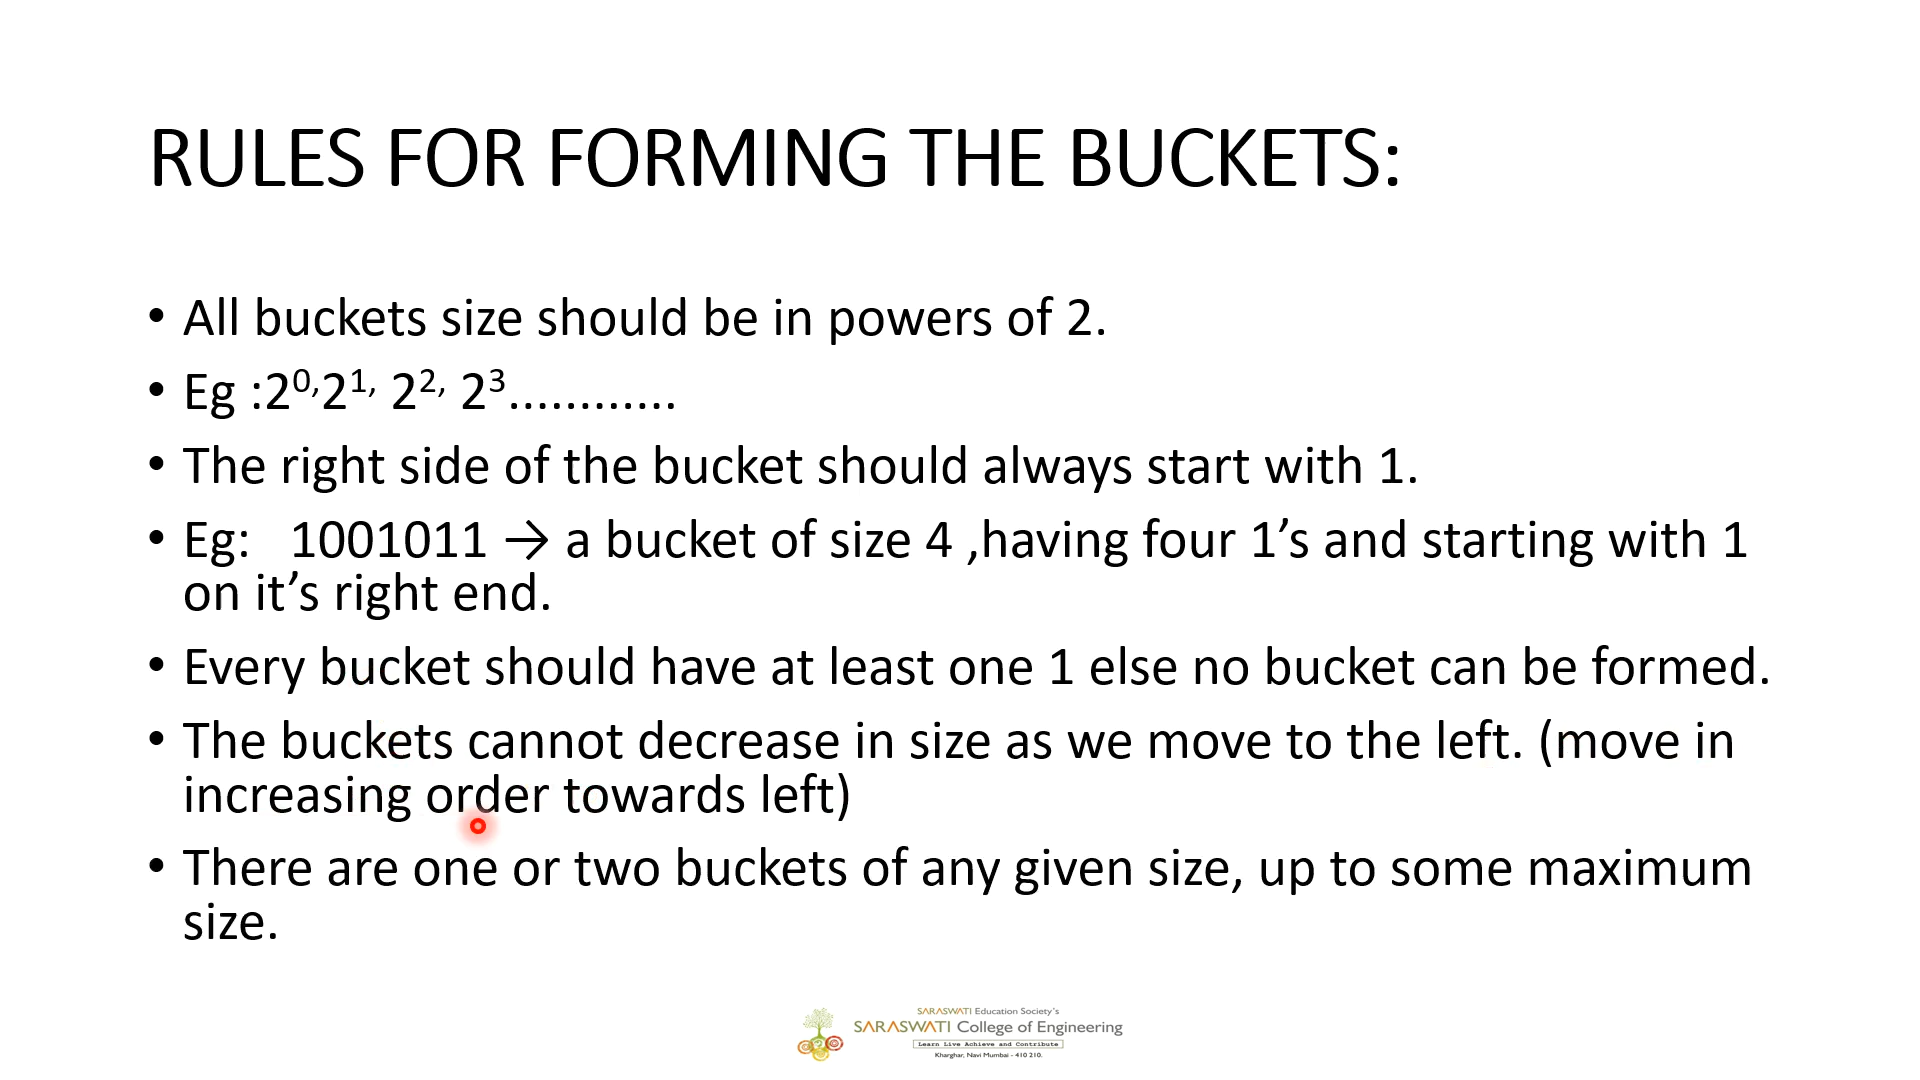 RULES FOR FORMING THE BUCKETS:
• All buckets size should be in powers of 2.
• Eg :2⁰,2¹, 2², 2³............
• The right side of the bucket should always start with 1.
• Eg: 1001011 → a bucket of size 4 ,having four 1’s and starting with 1
on it’s right end.
• Every bucket should have at least one 1 else no bucket can be formed.
• The buckets cannot decrease in size as we move to the left. (move in
increasing order towards left)
• There are one or two buckets of any given size, up to some maximum
size.
SARASWATI Education Society's
SARASWATI College of Engineering
Learn Live Achieve and Contribute
Kharghar, Navi Mumbai - 410 210.